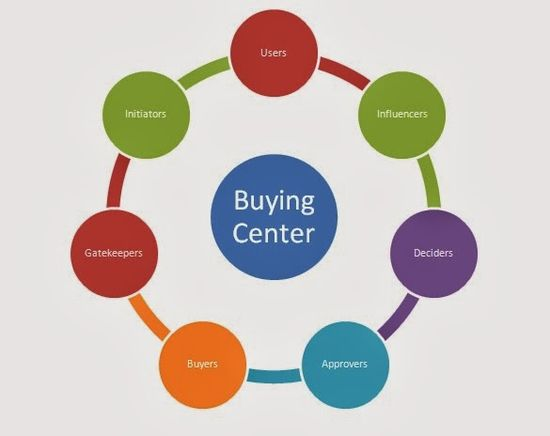 Users
Influencers
Deciders
Approvers
Buyers
Gatekeepers
Initiators
Buying
Center